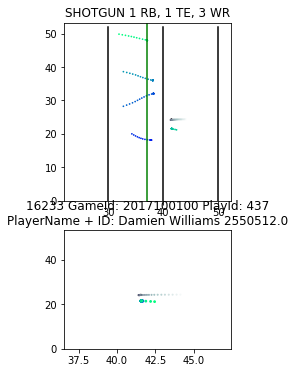 SHOTGUN 1 RB, 1 TE, 3 WR
50
40
30
20
10
0
30 40 50
16233 GameId: 2017100100 PlayId: 437
PlayerName + ID: Damien Williams 2550512.0
40
20
0
37.5 40.0 42.5 45.0